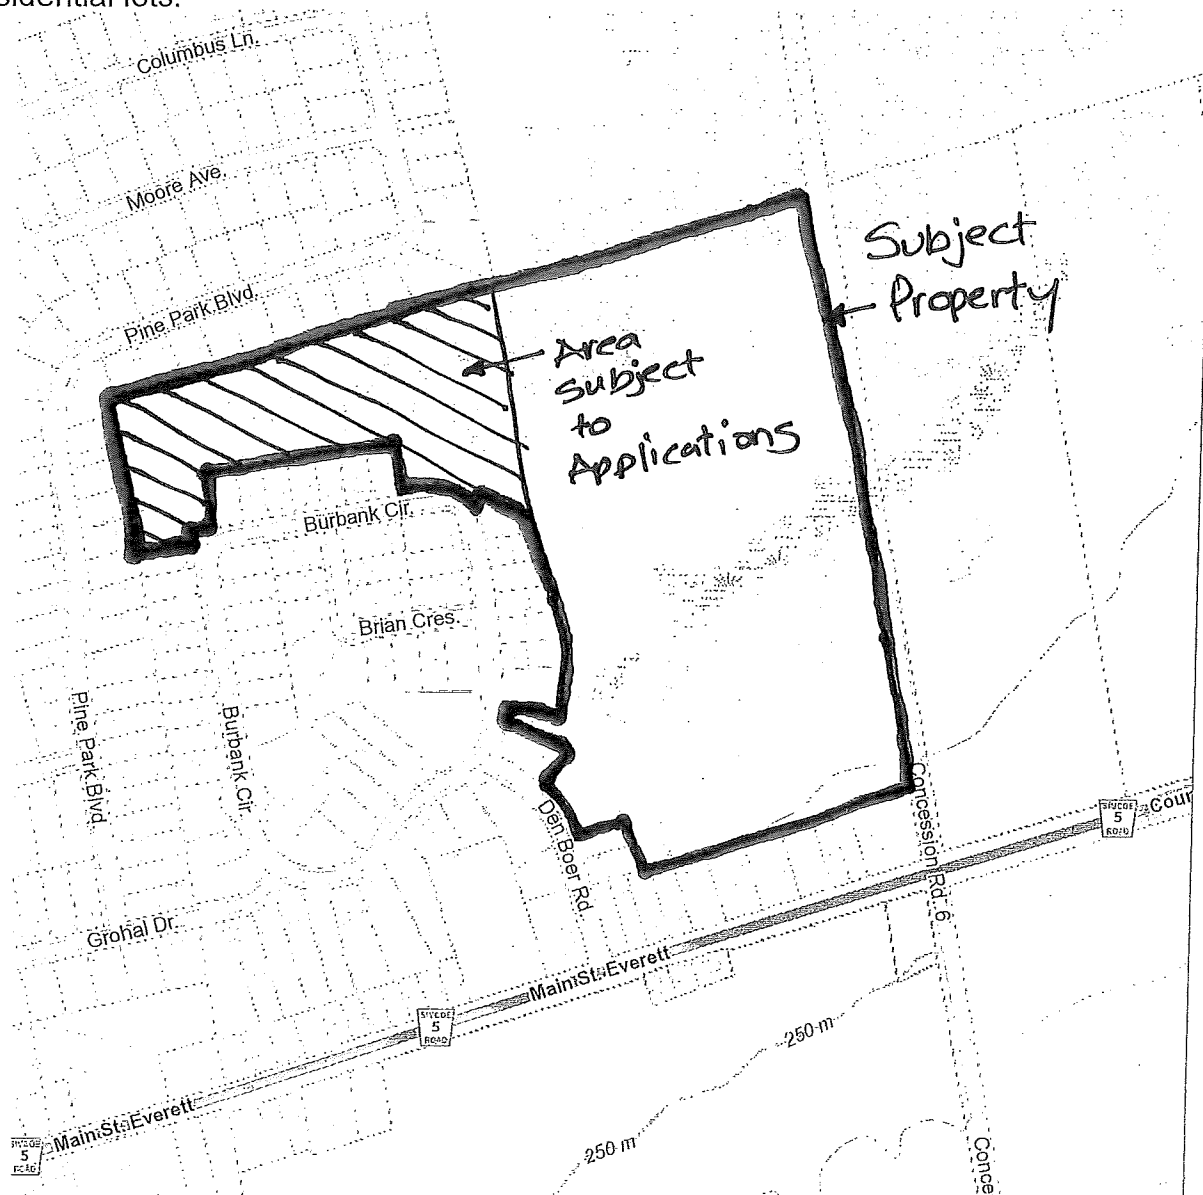 sidential lots.
Columbus Ln.
Moore Ave.
Pine Park Blvd.
Subject
Property
Area
Subject
to
Applications
Burbank Cir.
Brian Cres.
Pine Park Blvd.
Burbank Cir.
Den Boer Rd.
Concession Rd. 6
SIMCOE
5
ROAD
Cour
Grohal Dr.
Main St. Everett
SIMCOE
5
ROAD
250 m
Main St. Everett
SIMCOE
5
ROAD
250 m
Conce